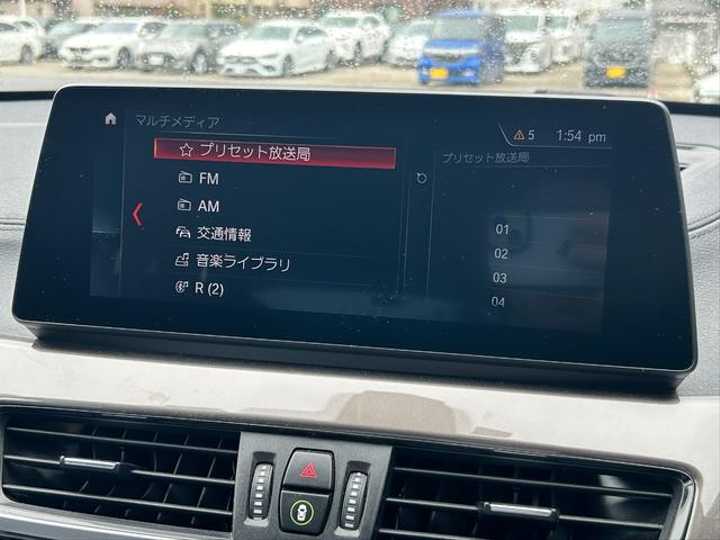 マルチメディア
5
1:54 pm
プリセット放送局
FM
AM
交通情報
音楽ライブラリ
R (2)
プリセット放送局
01
02
03
04